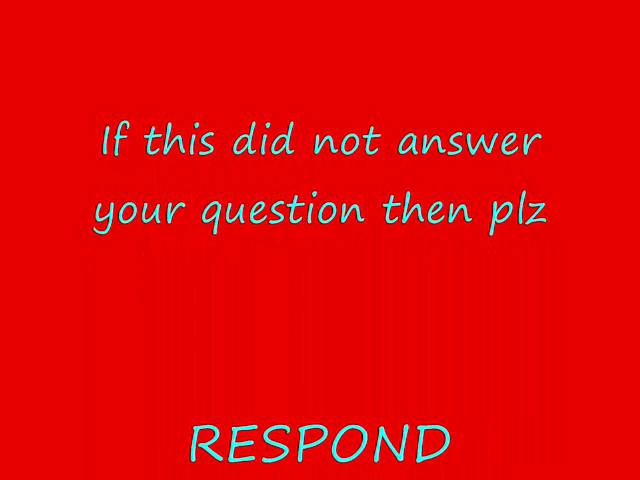 If this did not answer
your question then plz
RESPOND